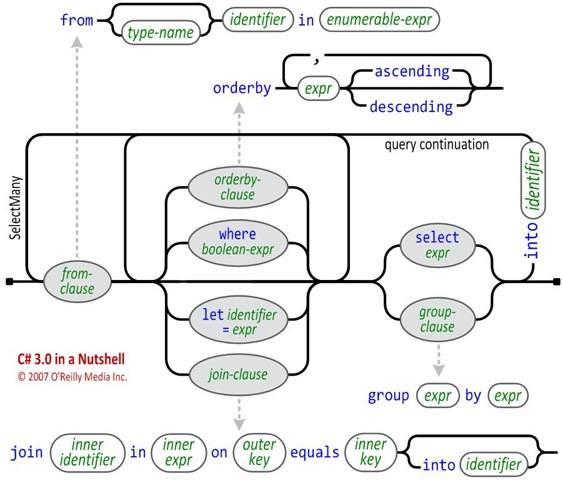 from type-name identifier in enumerable-expr
,
orderby expr ascending
descending
query continuation
SelectMany
identifier
into
orderby-
clause
where
boolean-expr
select
expr
from-
clause
let identifier
= expr
group-
clause
join-clause
C# 3.0 in a Nutshell
© 2007 O'Reilly Media Inc.
group expr by expr
join inner identifier in inner expr on outer key equals inner key into identifier